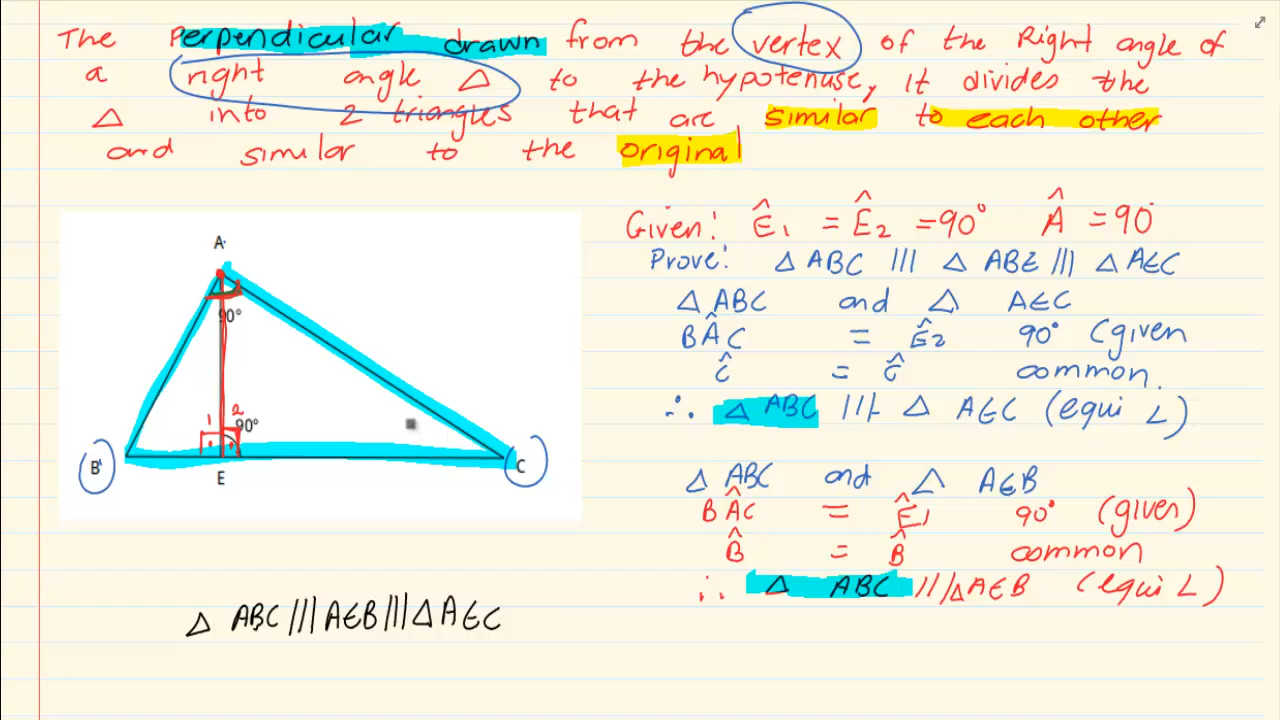 The Perpendicular drawn from the vertex of the Right angle of
a right angle Δ to the hypotenuse, It divides the
Δ into 2 triangles that are similar to each other
and similar to the original
Given! Ê1 = Ê2 = 90° Â = 90°
Prove! Δ ABC /// Δ ABE /// Δ AEC
Δ ABC and Δ AEC
BÂC = Ê2 90° (given
Ĉ = Ĉ common.
∴ Δ ABC /// Δ AEC (equi L)
Δ ABC and Δ AEB
BÂC = Ê1 90° (given)
B̂ = B̂ common
∴ Δ ABC /// Δ AEB (equi L)
A
90°
1 2
90°
B
E
C
Δ ABC /// AEB /// Δ AEC